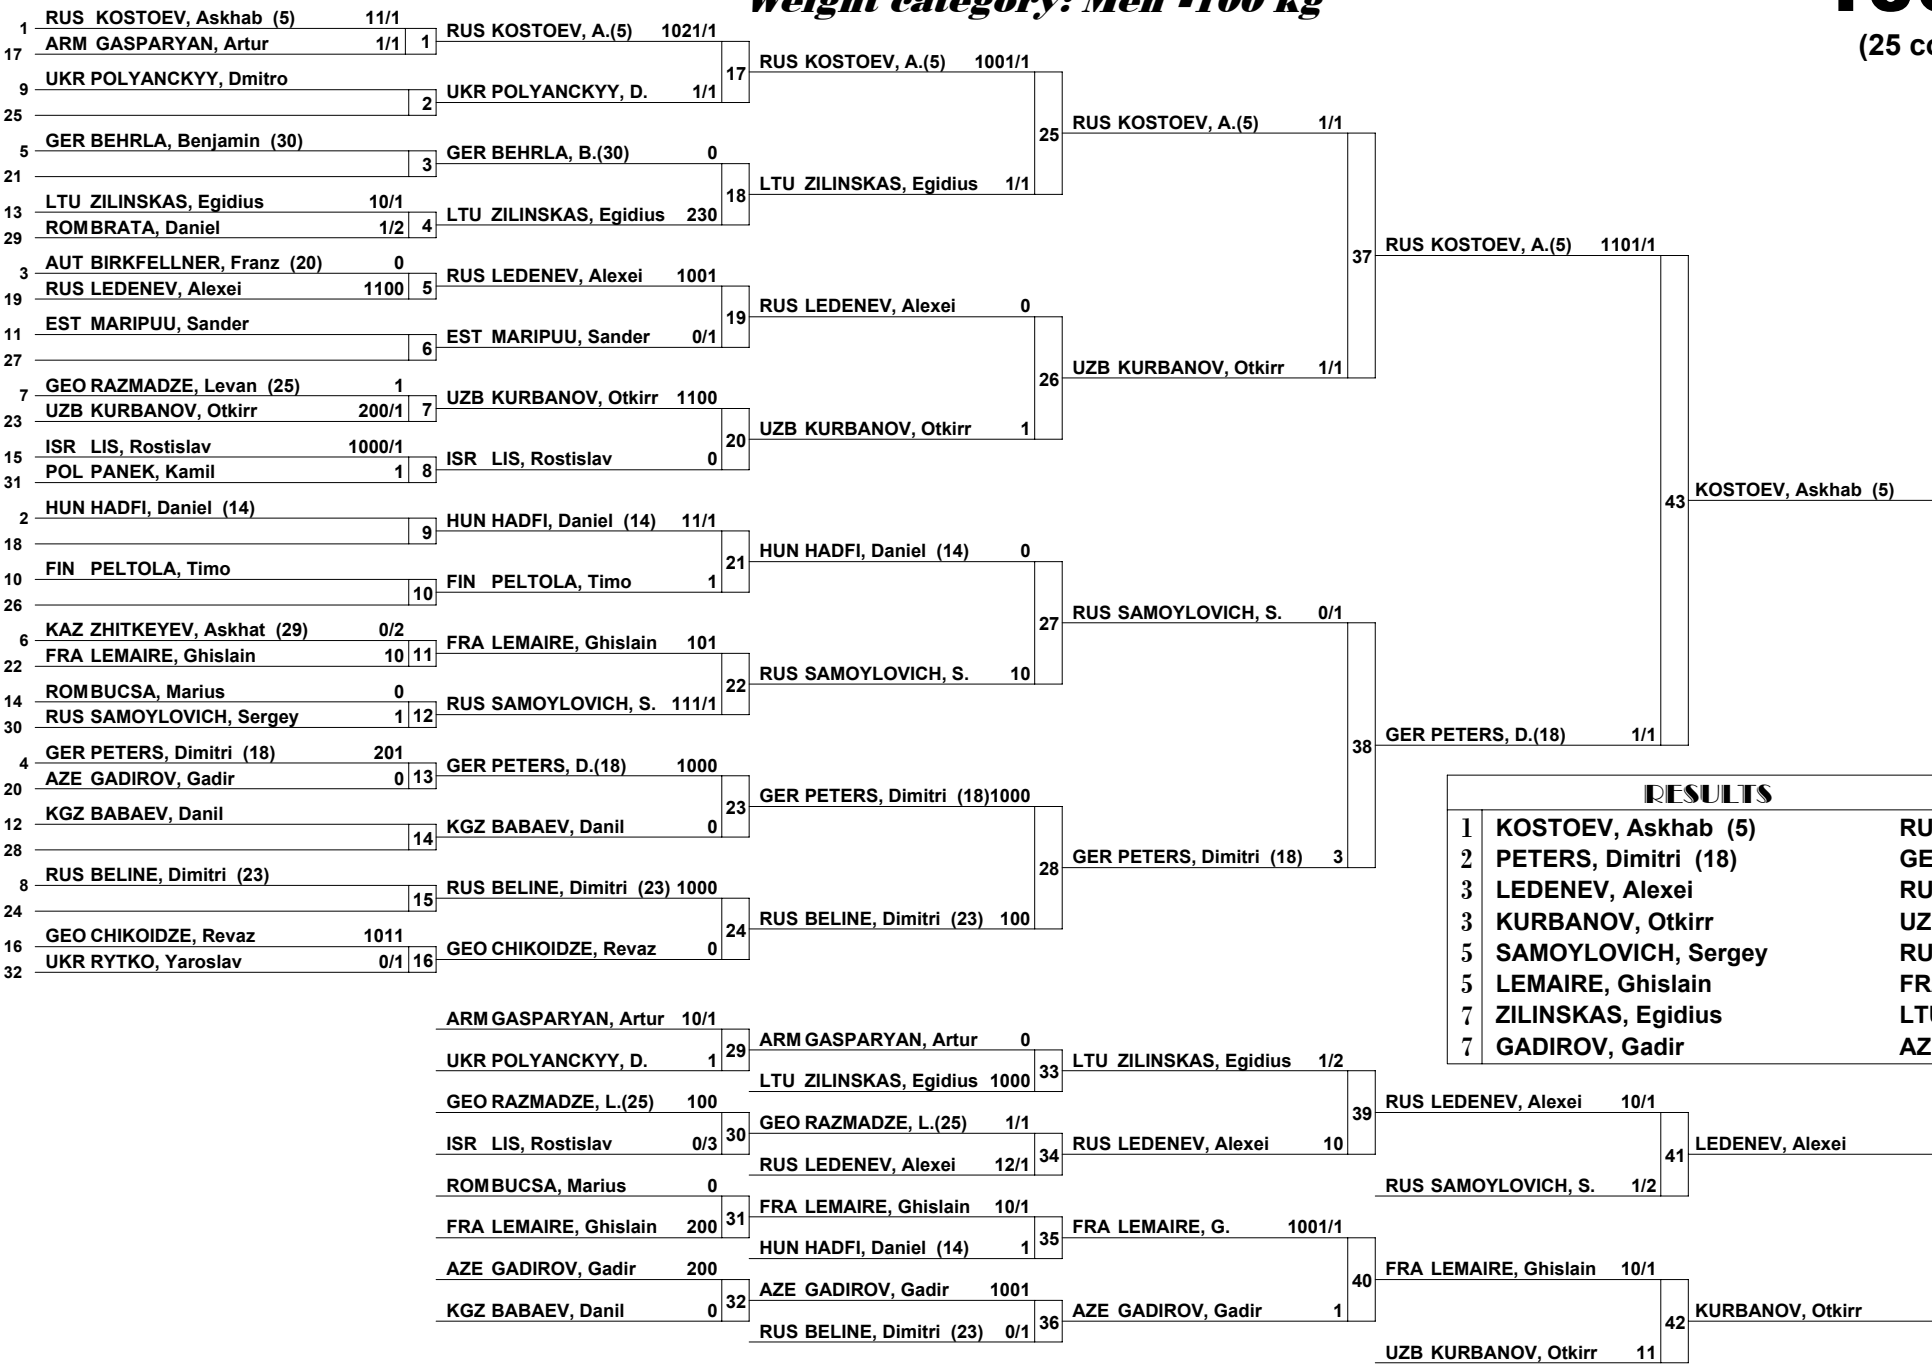 Weight category: Men -100 kg
(25 co
1 RUS KOSTOEV, Askhab (5) 11/1
17 ARM GASPARYAN, Artur 1/1 1
9 UKR POLYANCKYY, Dmitro
25 2
5 GER BEHRLA, Benjamin (30)
21 3
13 LTU ZILINSKAS, Egidius 10/1
29 ROM BRATA, Daniel 1/2 4
3 AUT BIRKFELLNER, Franz (20) 0
19 RUS LEDENEV, Alexei 1100 5
11 EST MARIPUU, Sander
27 6
7 GEO RAZMADZE, Levan (25) 1
23 UZB KURBANOV, Otkirr 200/1 7
15 ISR LIS, Rostislav 1000/1
31 POL PANEK, Kamil 1 8
2 HUN HADFI, Daniel (14)
18 9
10 FIN PELTOLA, Timo
26 10
6 KAZ ZHITKEYEV, Askhat (29) 0/2
22 FRA LEMAIRE, Ghislain 10 11
14 ROM BUCSA, Marius 0
30 RUS SAMOYLOVICH, Sergey 1 12
4 GER PETERS, Dimitri (18) 201
20 AZE GADIROV, Gadir 0 13
12 KGZ BABAEV, Danil
28 14
8 RUS BELINE, Dimitri (23)
24 15
16 GEO CHIKOIDZE, Revaz 1011
32 UKR RYTKO, Yaroslav 0/1 16
RUS KOSTOEV, A.(5) 1021/1
17
UKR POLYANCKYY, D. 1/1
GER BEHRLA, B.(30) 0
18
LTU ZILINSKAS, Egidius 230
RUS LEDENEV, Alexei 1001
19
EST MARIPUU, Sander 0/1
UZB KURBANOV, Otkirr 1100
20
ISR LIS, Rostislav 0
HUN HADFI, Daniel (14) 11/1
21
FIN PELTOLA, Timo 1
FRA LEMAIRE, Ghislain 101
22
RUS SAMOYLOVICH, S. 111/1
GER PETERS, D.(18) 1000
23
KGZ BABAEV, Danil 0
RUS BELINE, Dimitri (23) 1000
24
GEO CHIKOIDZE, Revaz 0
RUS KOSTOEV, A.(5) 1001/1
25
LTU ZILINSKAS, Egidius 1/1
RUS LEDENEV, Alexei 0
26
UZB KURBANOV, Otkirr 1
HUN HADFI, Daniel (14) 0
27
RUS SAMOYLOVICH, S. 10
GER PETERS, Dimitri (18)1000
28
RUS BELINE, Dimitri (23) 100
RUS KOSTOEV, A.(5) 1/1
37
UZB KURBANOV, Otkirr 1/1
RUS SAMOYLOVICH, S. 0/1
38
GER PETERS, Dimitri (18) 3
RUS KOSTOEV, A.(5) 1101/1
43
GER PETERS, D.(18) 1/1
KOSTOEV, Askhab (5)
RESULTS
1 KOSTOEV, Askhab (5) RU
2 PETERS, Dimitri (18) GE
3 LEDENEV, Alexei RU
3 KURBANOV, Otkirr UZ
5 SAMOYLOVICH, Sergey RU
5 LEMAIRE, Ghislain FR
7 ZILINSKAS, Egidius LT
7 GADIROV, Gadir AZ
ARM GASPARYAN, Artur 10/1
29
UKR POLYANCKYY, D. 1
GEO RAZMADZE, L.(25) 100
30
ISR LIS, Rostislav 0/3
ROM BUCSA, Marius 0
31
FRA LEMAIRE, Ghislain 200
AZE GADIROV, Gadir 200
32
KGZ BABAEV, Danil 0
ARM GASPARYAN, Artur 0
33
LTU ZILINSKAS, Egidius 1000
GEO RAZMADZE, L.(25) 1/1
34
RUS LEDENEV, Alexei 12/1
FRA LEMAIRE, Ghislain 10/1
35
HUN HADFI, Daniel (14) 1
AZE GADIROV, Gadir 1001
36
RUS BELINE, Dimitri (23) 0/1
LTU ZILINSKAS, Egidius 1/2
39
RUS LEDENEV, Alexei 10
FRA LEMAIRE, G. 1001/1
40
AZE GADIROV, Gadir 1
RUS LEDENEV, Alexei 10/1
41
RUS SAMOYLOVICH, S. 1/2
FRA LEMAIRE, Ghislain 10/1
42
UZB KURBANOV, Otkirr 11
LEDENEV, Alexei
KURBANOV, Otkirr